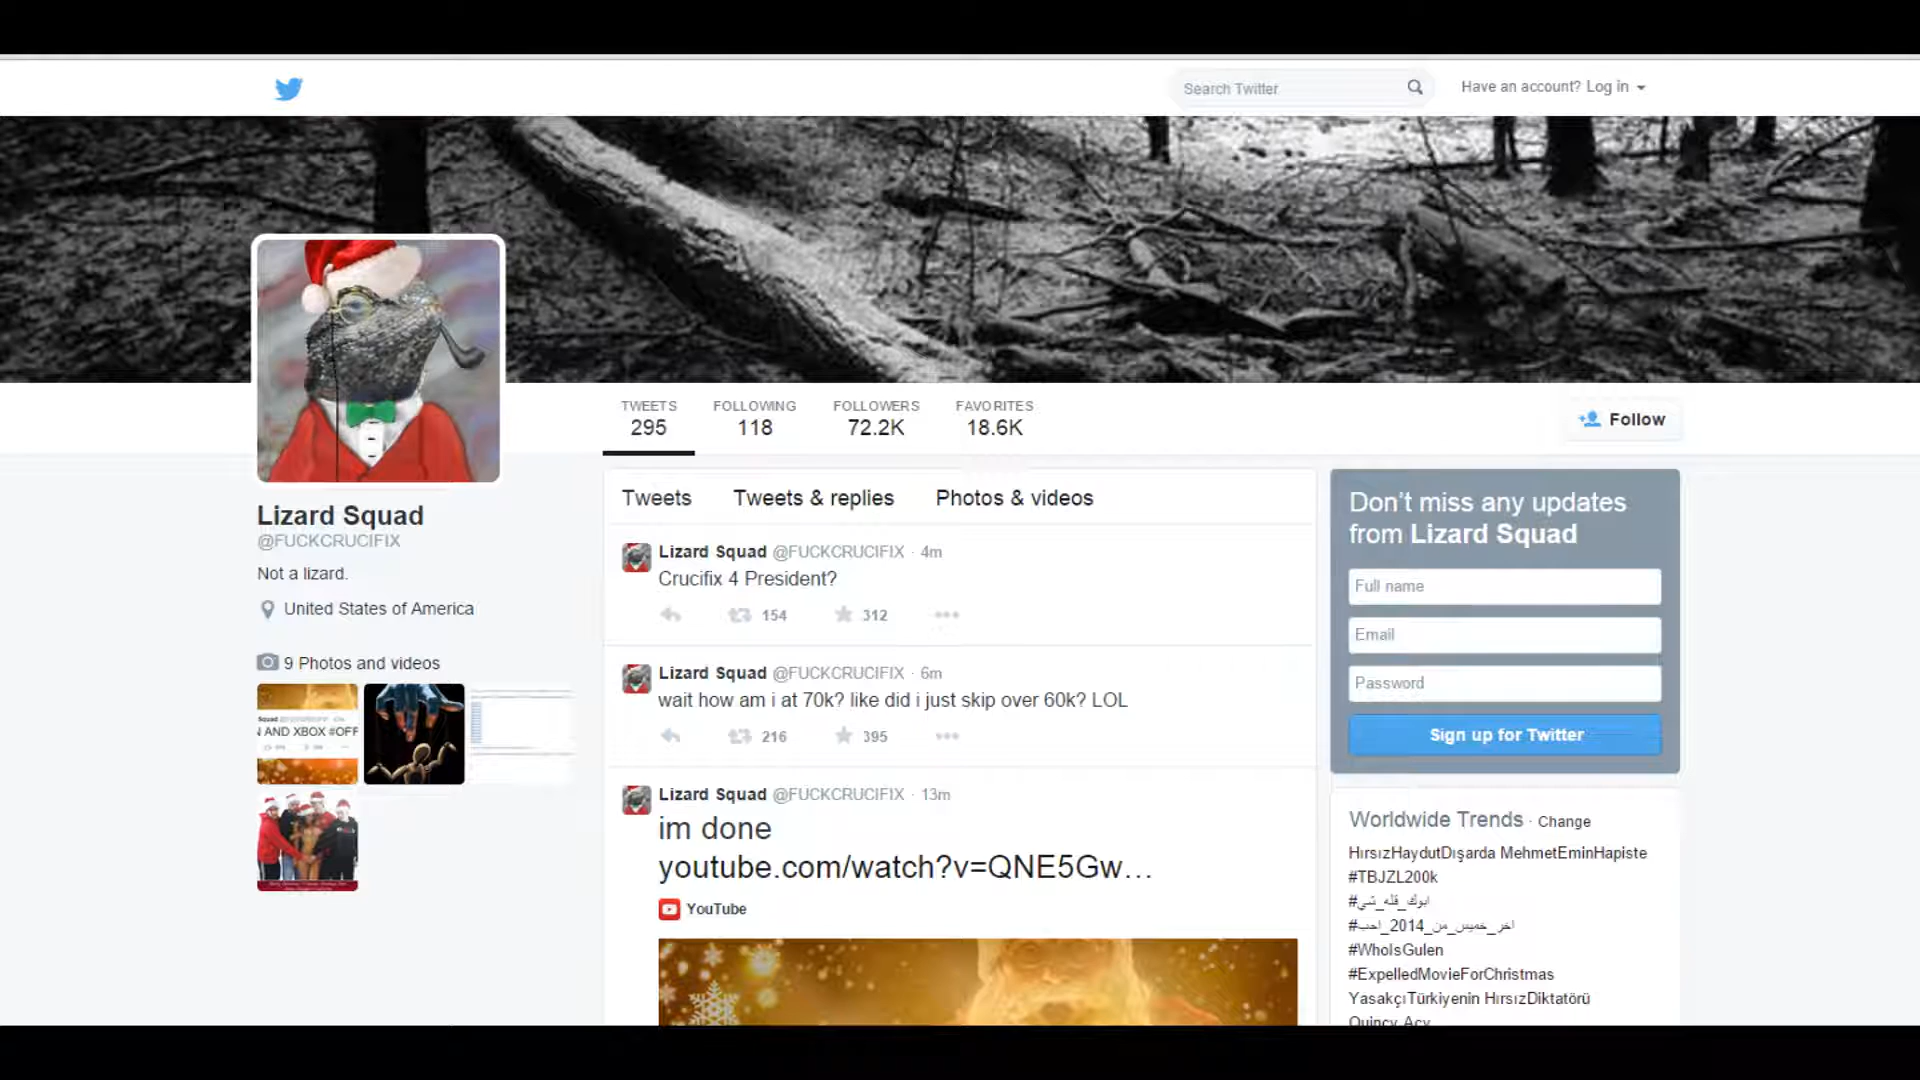 Search Twitter
Have an account? Log in
TWEETS
295
FOLLOWING
118
FOLLOWERS
72.2K
FAVORITES
18.6K
Follow
Lizard Squad
@FUCKCRUCIFIX
Not a lizard.
United States of America
9 Photos and videos
AND XBOX #OFF
Tweets
Tweets & replies
Photos & videos
Lizard Squad @FUCKCRUCIFIX · 4m
Crucifix 4 President?
154
312
Lizard Squad @FUCKCRUCIFIX · 6m
wait how am i at 70k? like did i just skip over 60k? LOL
216
395
Lizard Squad @FUCKCRUCIFIX · 13m
im done
youtube.com/watch?v=QNE5Gw...
YouTube
Don't miss any updates
from Lizard Squad
Full name
Email
Password
Sign up for Twitter
Worldwide Trends · Change
HırsızHaydutDışarda MehmetEminHapiste
#TBJZL200k
#اخر_خميس_من_2014_احب
#WhoIsGulen
#ExpelledMovieForChristmas
YasakçıTürkiyenin HırsızDiktatörü
Quincy Acy